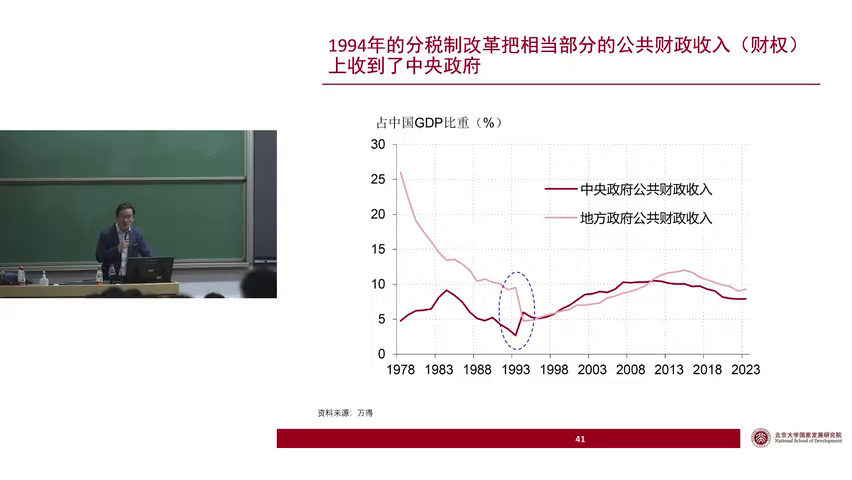 1994年的分税制改革把相当部分的公共财政收入（财权）
上收到了中央政府
占中国GDP比重（%）
30
25
20
15
10
5
0
中央政府公共财政收入
地方政府公共财政收入
1978 1983 1988 1993 1998 2003 2008 2013 2018 2023
资料来源：万得
41
北京大学国家发展研究院
National School of Development